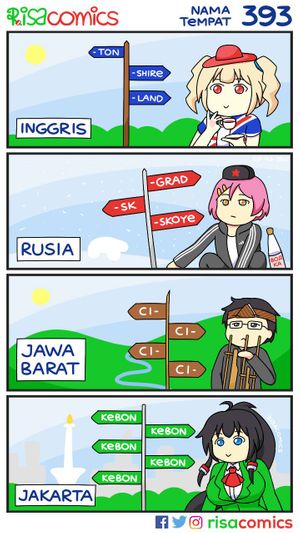 Risacomics
NAMA
TEMPAT
393
-TON
-SHIRE
-LAND
INGGRIS
-GRAD
-SK
-SKOYE
RUSIA
CI-
CI-
CI-
CI-
JAWA
BARAT
KEBON
KEBON
KEBON
KEBON
KEBON
JAKARTA
risacomics